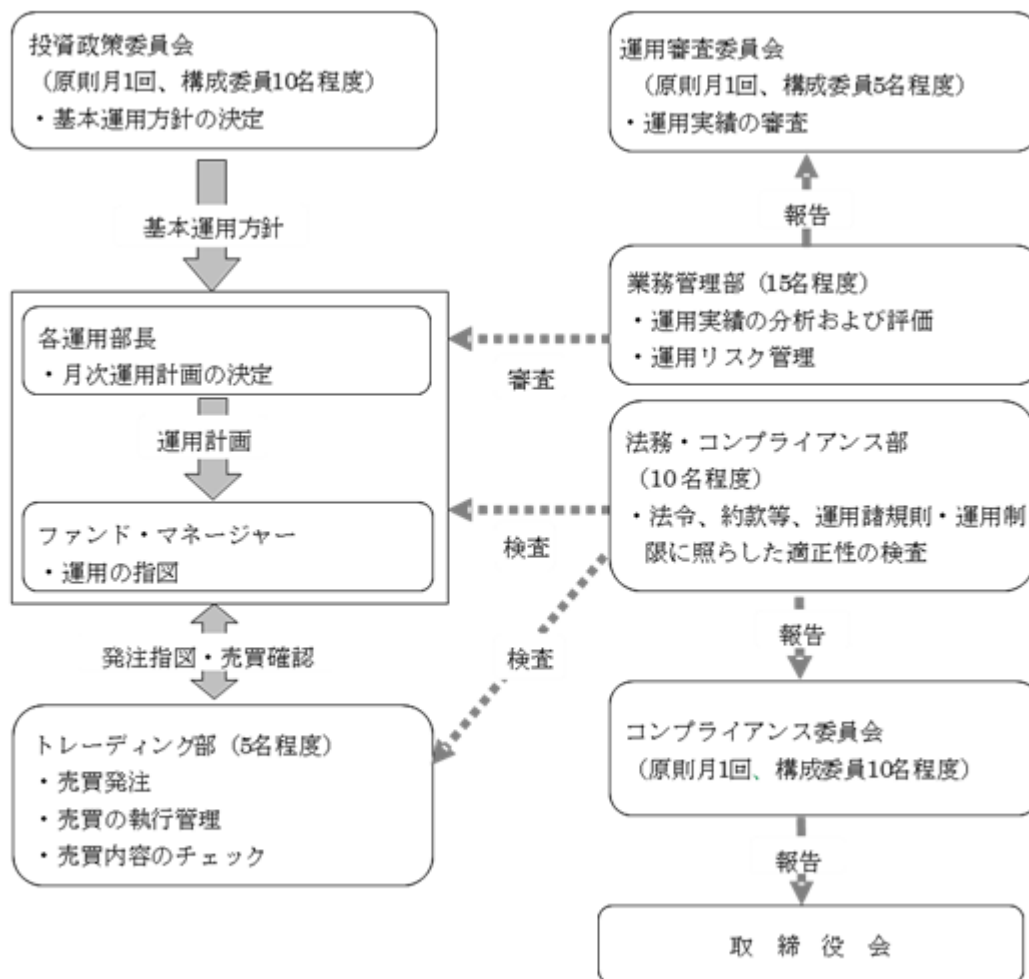 投資政策委員会
（原則月1回、構成委員10名程度）
・基本運用方針の決定
基本運用方針
各運用部長
・月次運用計画の決定
運用計画
ファンド・マネージャー
・運用の指図
発注指図・売買確認
トレーディング部（5名程度）
・売買発注
・売買の執行管理
・売買内容のチェック
運用審査委員会
（原則月1回、構成委員5名程度）
・運用実績の審査
報告
業務管理部（15名程度）
・運用実績の分析および評価
・運用リスク管理
審査
法務・コンプライアンス部
（10名程度）
・法令、約款等、運用諸規則・運用制
限に照らした適正性の検査
検査
検査
報告
コンプライアンス委員会
（原則月1回、構成委員10名程度）
報告
取 締 役 会